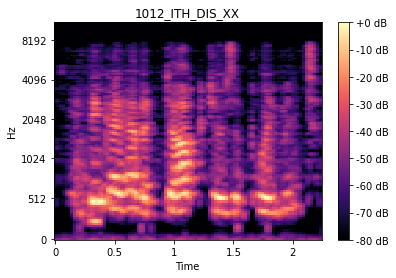 1012_ITH_DIS_XX
8192
4096
2048
1024
512
0
Hz
0
0.5
1
1.5
2
Time
+0 dB
-10 dB
-20 dB
-30 dB
-40 dB
-50 dB
-60 dB
-70 dB
-80 dB